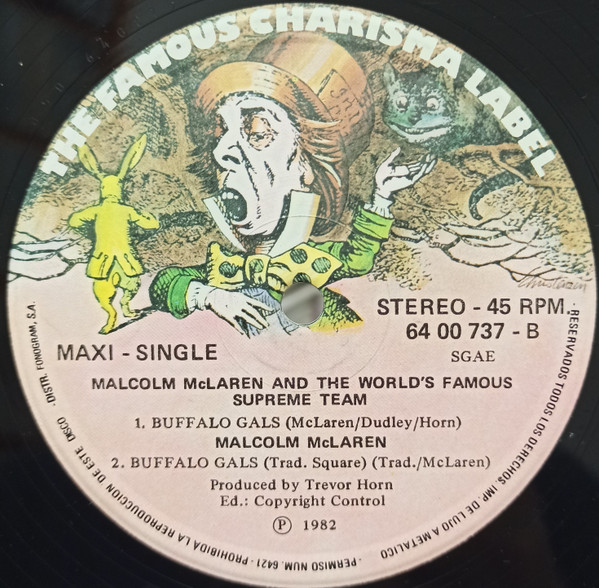 THE FAMOUS CHARISMA LABEL
STEREO - 45 RPM.
64 00 737 - B
MAXI - SINGLE
SGAE
MALCOLM McLAREN AND THE WORLD'S FAMOUS
SUPREME TEAM
1. BUFFALO GALS (McLaren/Dudley/Horn)
MALCOLM McLAREN
2. BUFFALO GALS (Trad. Square) (Trad./McLaren)
Produced by Trevor Horn
Ed.: Copyright Control
Ⓟ 1982
· RESERVADOS TODOS LOS DERECHOS. IMP. DE LUJO A METALICO · PERMISO NUM. 6421 · PROHIBIDA LA REPRODUCCION DE ESTE DISCO · DISTR. FONOGRAM, S.A.